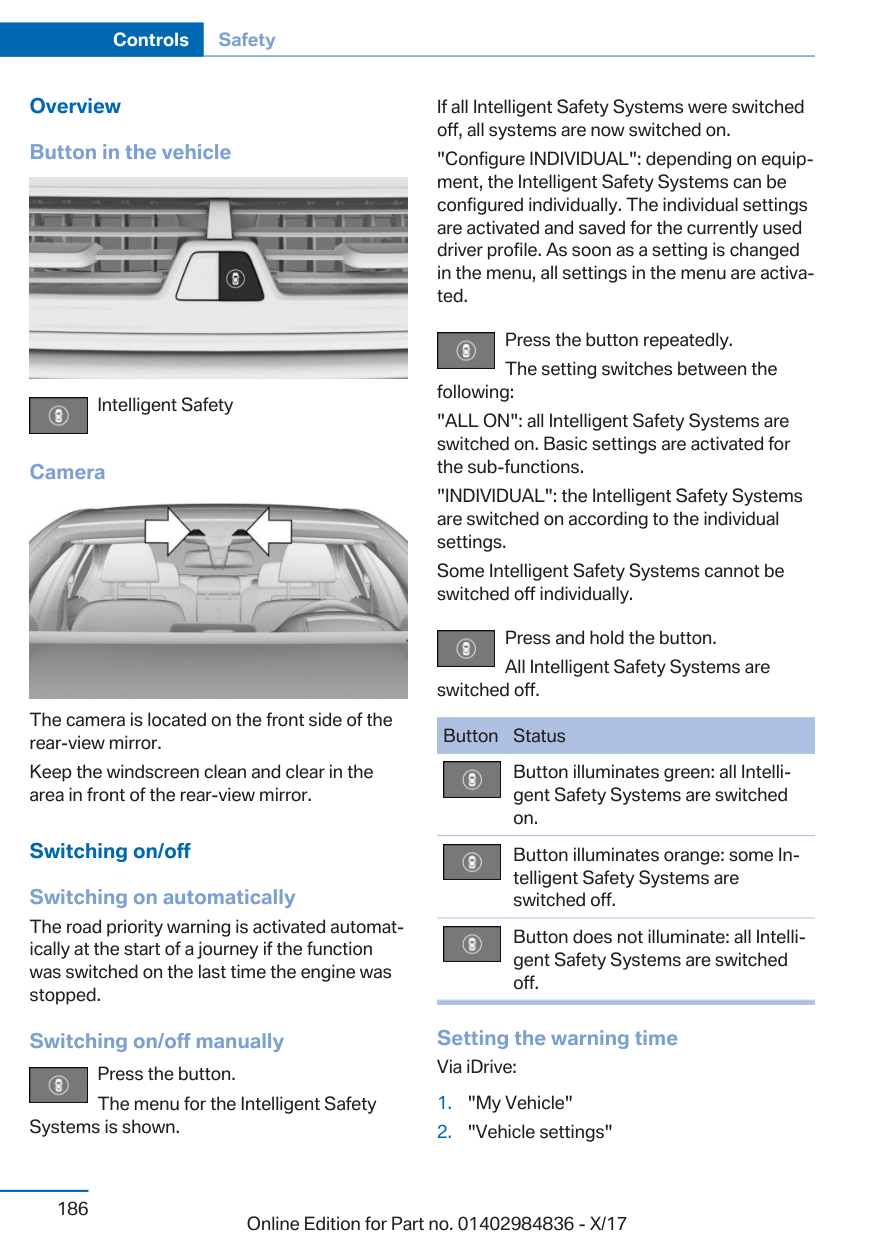 Controls Safety
Overview
Button in the vehicle
Intelligent Safety
Camera
The camera is located on the front side of the
rear-view mirror.
Keep the windscreen clean and clear in the
area in front of the rear-view mirror.
Switching on/off
Switching on automatically
The road priority warning is activated automat-
ically at the start of a journey if the function
was switched on the last time the engine was
stopped.
Switching on/off manually
Press the button.
The menu for the Intelligent Safety
Systems is shown.
If all Intelligent Safety Systems were switched
off, all systems are now switched on.
"Configure INDIVIDUAL": depending on equip-
ment, the Intelligent Safety Systems can be
configured individually. The individual settings
are activated and saved for the currently used
driver profile. As soon as a setting is changed
in the menu, all settings in the menu are activa-
ted.
Press the button repeatedly.
The setting switches between the
following:
"ALL ON": all Intelligent Safety Systems are
switched on. Basic settings are activated for
the sub-functions.
"INDIVIDUAL": the Intelligent Safety Systems
are switched on according to the individual
settings.
Some Intelligent Safety Systems cannot be
switched off individually.
Press and hold the button.
All Intelligent Safety Systems are
switched off.
Button Status
Button illuminates green: all Intelli-
gent Safety Systems are switched
on.
Button illuminates orange: some In-
telligent Safety Systems are
switched off.
Button does not illuminate: all Intelli-
gent Safety Systems are switched
off.
Setting the warning time
Via iDrive:
1. "My Vehicle"
2. "Vehicle settings"
186
Online Edition for Part no. 01402984836 - X/17